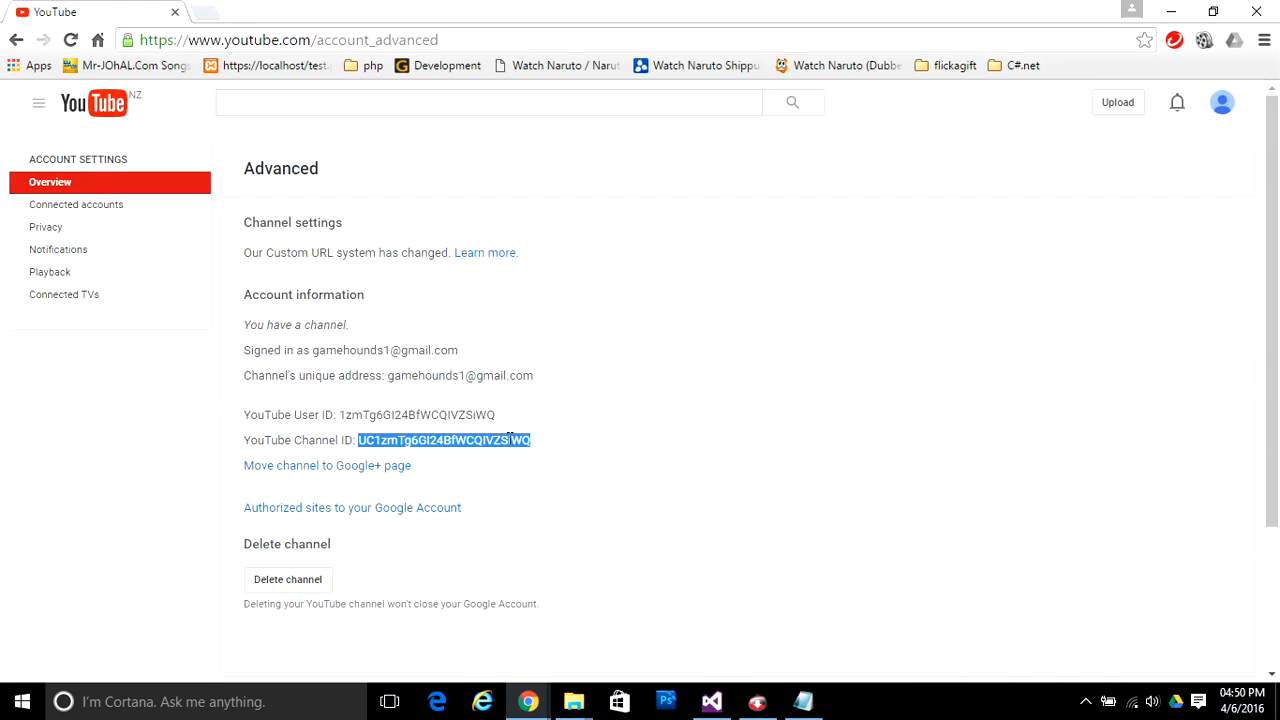 YouTube
https://www.youtube.com/account_advanced
Apps Mr-JOhAL.Com Songs https://localhost/test. php Development Watch Naruto / Narut Watch Naruto Shippu Watch Naruto (Dubbe flickagift C#.net
YouTube NZ
Upload
ACCOUNT SETTINGS
Overview
Connected accounts
Privacy
Notifications
Playback
Connected TVs
Advanced
Channel settings
Our Custom URL system has changed. Learn more.
Account information
You have a channel.
Signed in as gamehounds1@gmail.com
Channel's unique address: gamehounds1@gmail.com
YouTube User ID: 1zmTg6GI24BfWCQIVZSiWQ
YouTube Channel ID: UC1zmTg6GI24BfWCQIVZSiWQ
Move channel to Google+ page
Authorized sites to your Google Account
Delete channel
Delete channel
Deleting your YouTube channel won't close your Google Account.
I'm Cortana. Ask me anything.
04:50 PM
4/6/2016